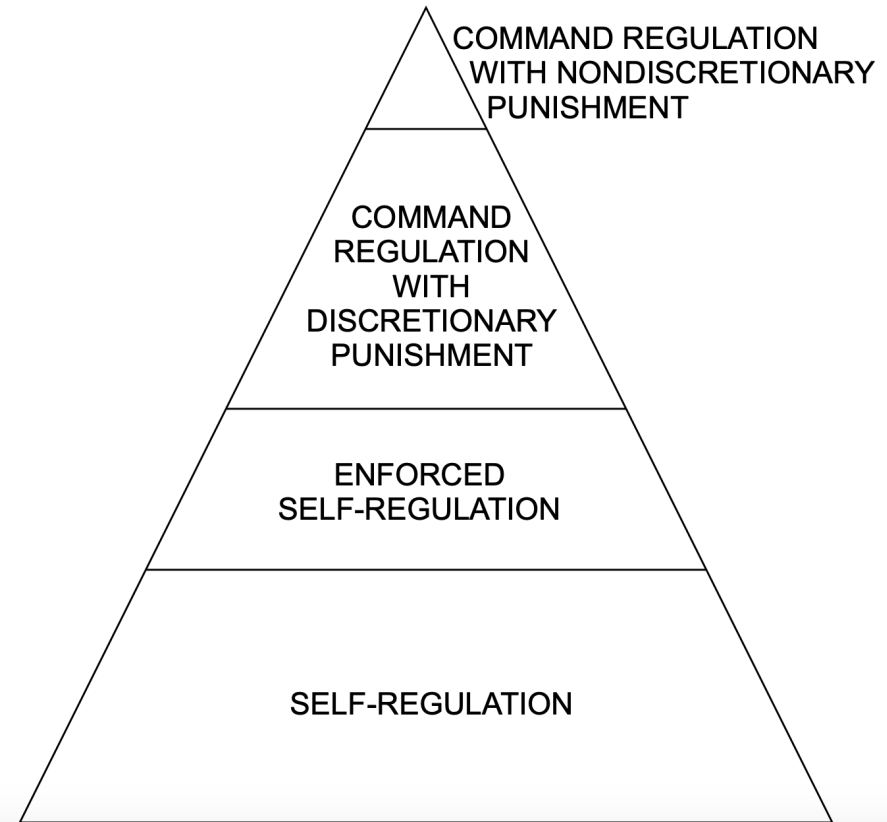 COMMAND REGULATION
WITH NONDISCRETIONARY
PUNISHMENT
COMMAND
REGULATION
WITH
DISCRETIONARY
PUNISHMENT
ENFORCED
SELF-REGULATION
SELF-REGULATION